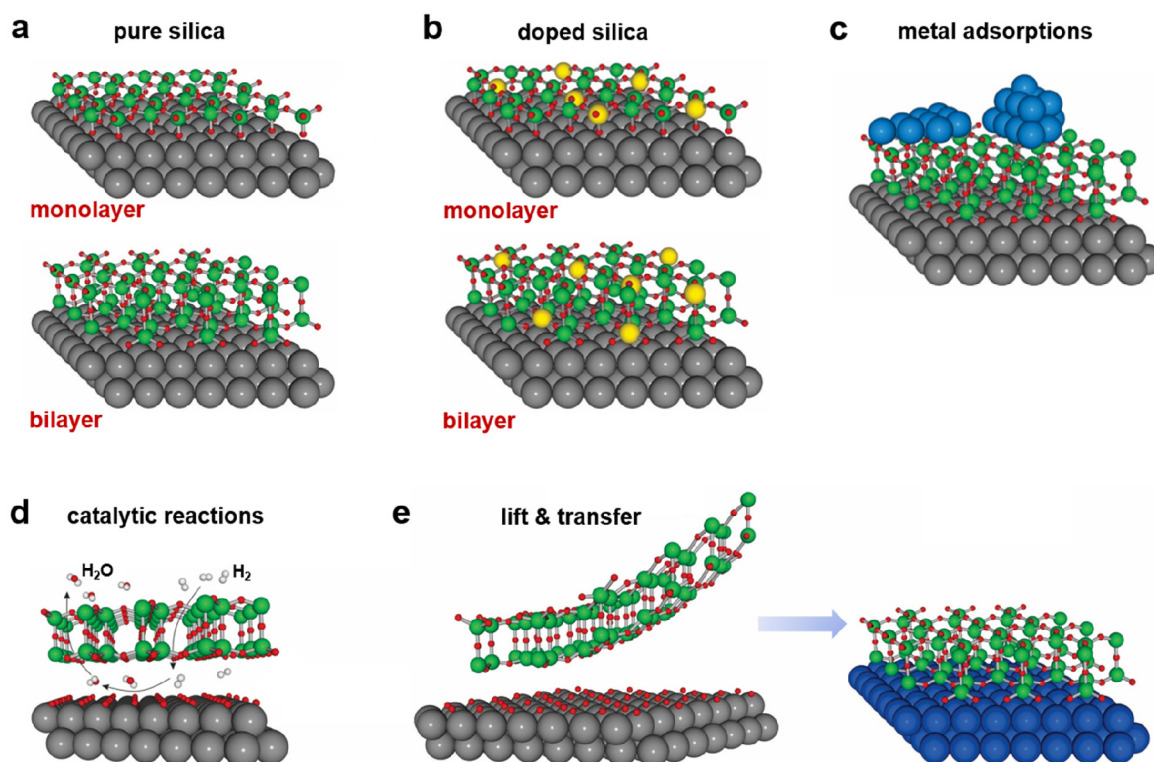 a pure silica
b doped silica
c metal adsorptions
monolayer
monolayer
bilayer
bilayer
d catalytic reactions
e lift & transfer
H₂O
H₂